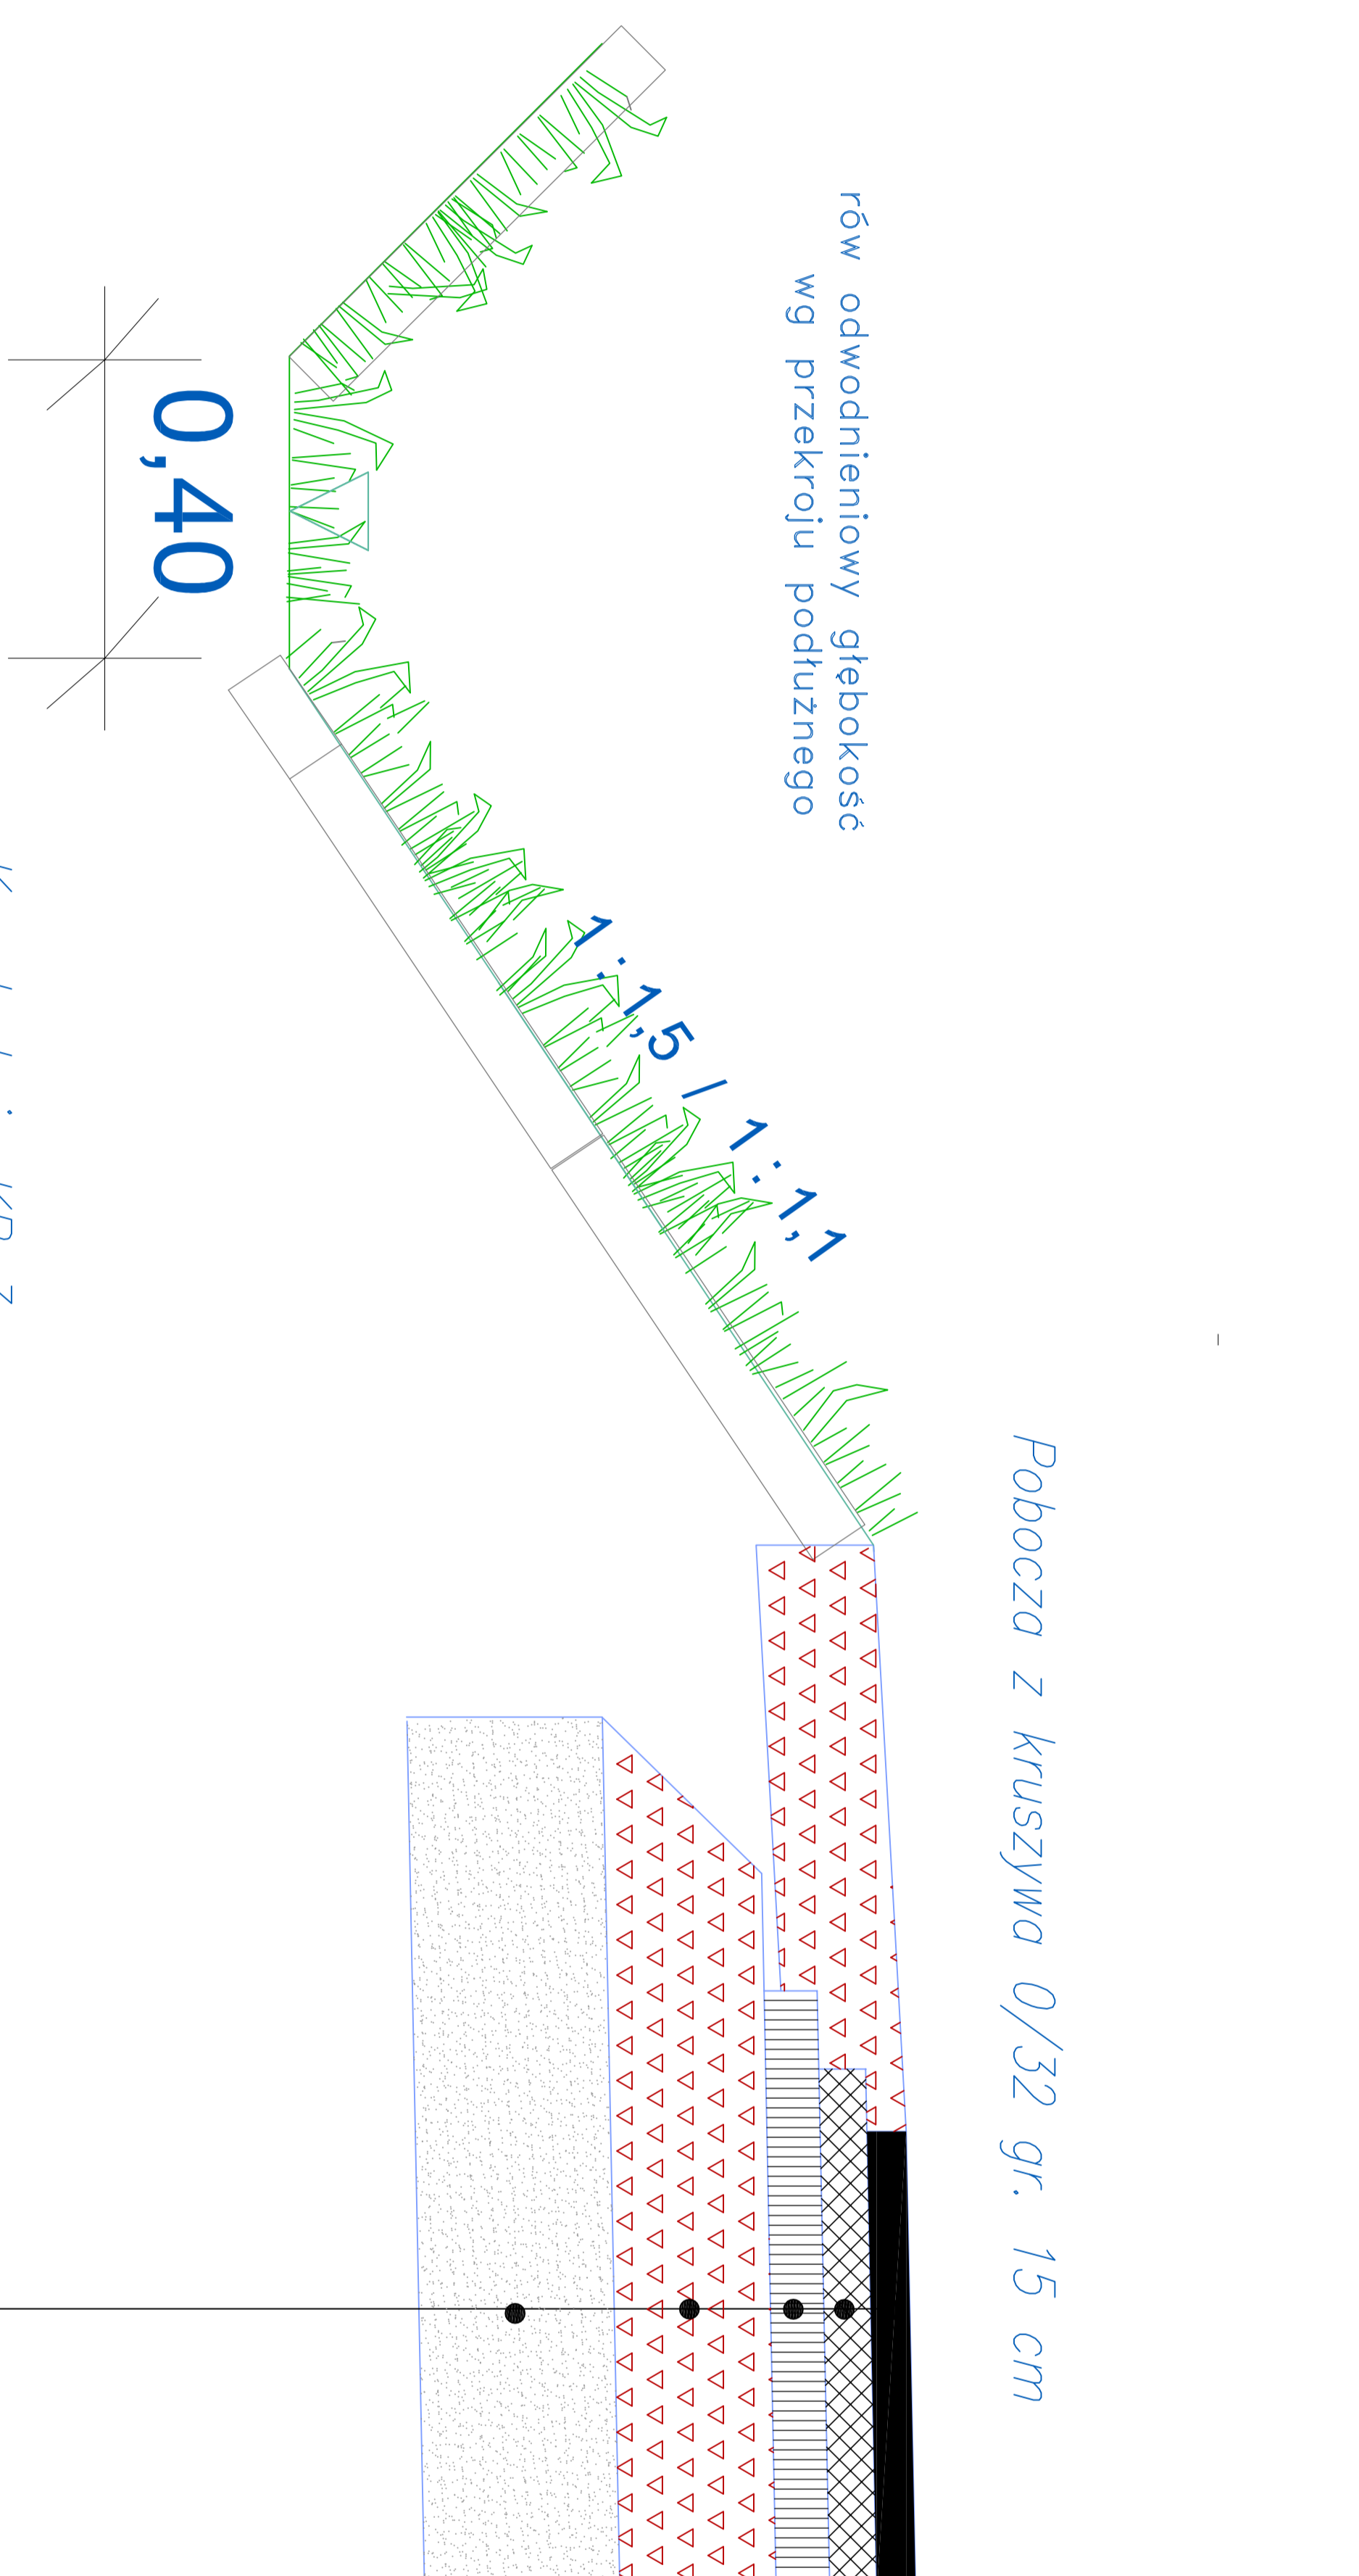 rów odwodnieniowy głębokość
wg przekroju podłużnego
Pobocza z kruszywa 0/32 gr. 15 cm
1:1,5 / 1:1,1
0,40